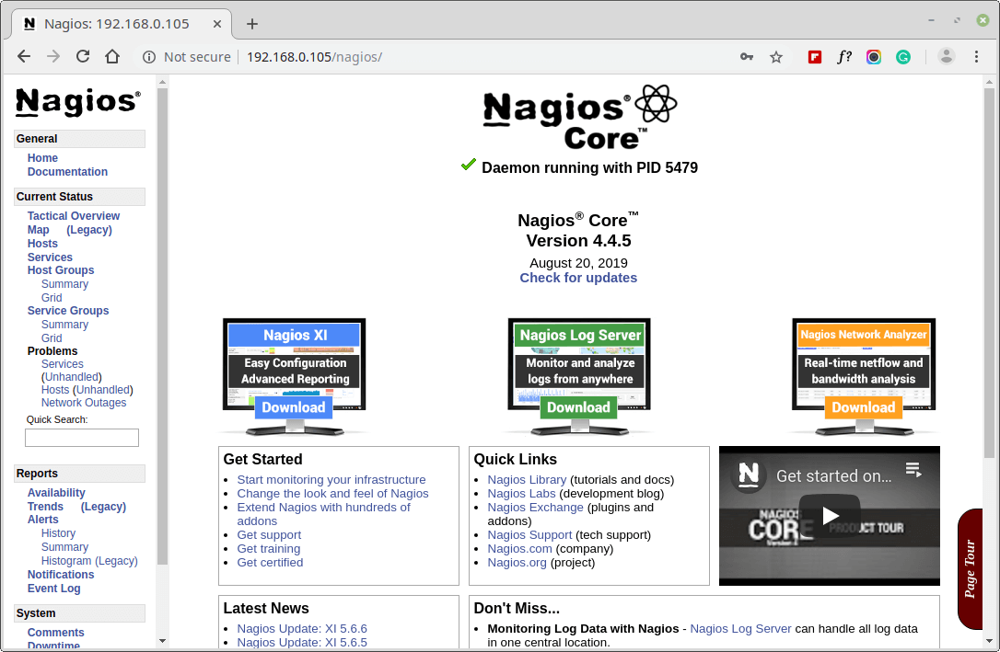 Nagios: 192.168.0.105
Not secure
192.168.0.105/nagios/
f?
Nagios®
General
Home
Documentation
Current Status
Tactical Overview
Map (Legacy)
Hosts
Services
Host Groups
Summary
Grid
Service Groups
Summary
Grid
Problems
Services
(Unhandled)
Hosts (Unhandled)
Network Outages
Quick Search:
Reports
Availability
Trends (Legacy)
Alerts
History
Summary
Histogram (Legacy)
Notifications
Event Log
System
Comments
Downtime
Nagios®
Core™
Daemon running with PID 5479
Nagios® Core™
Version 4.4.5
August 20, 2019
Check for updates
Nagios XI
Easy Configuration
Advanced Reporting
Download
Nagios Log Server
Monitor and analyze
logs from anywhere
Download
Nagios Network Analyzer
Real-time netflow and
bandwidth analysis
Download
Get Started
Start monitoring your infrastructure
Change the look and feel of Nagios
Extend Nagios with hundreds of
addons
Get support
Get training
Get certified
Quick Links
Nagios Library (tutorials and docs)
Nagios Labs (development blog)
Nagios Exchange (plugins and
addons)
Nagios Support (tech support)
Nagios.com (company)
Nagios.org (project)
N
Get started on...
NAGIOS
CORE PRODUCT TOUR
Version 4
Page Tour
Latest News
Nagios Update: XI 5.6.6
Nagios Update: XI 5.6.5
Don't Miss...
Monitoring Log Data with Nagios - Nagios Log Server can handle all log data
in one central location.